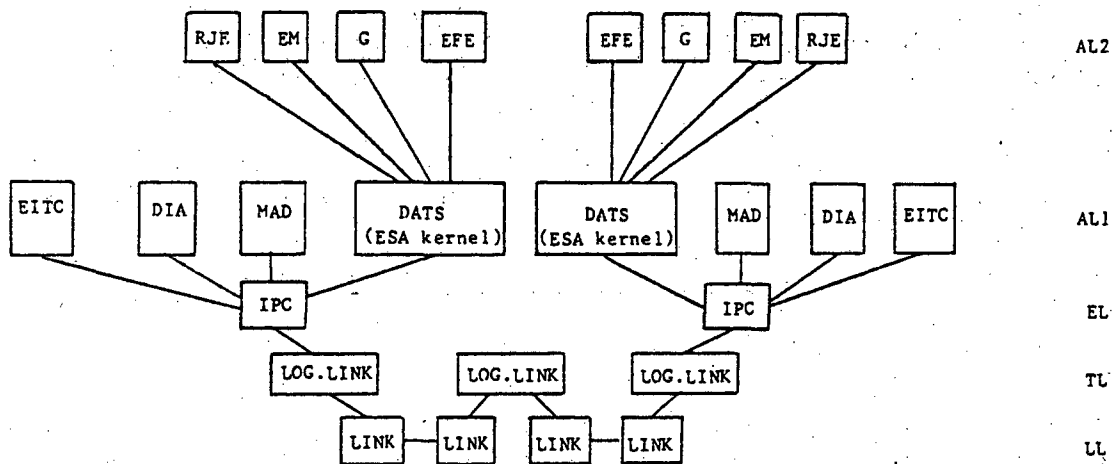 RJE EM G EFE EFE G EM RJE AL2
EITC DIA MAD DATS DATS MAD DIA EITC AL1
(ESA kernel) (ESA kernel)
IPC IPC EL
LOG.LINK LOG.LINK LOG.LINK TL
LINK LINK LINK LINK LL